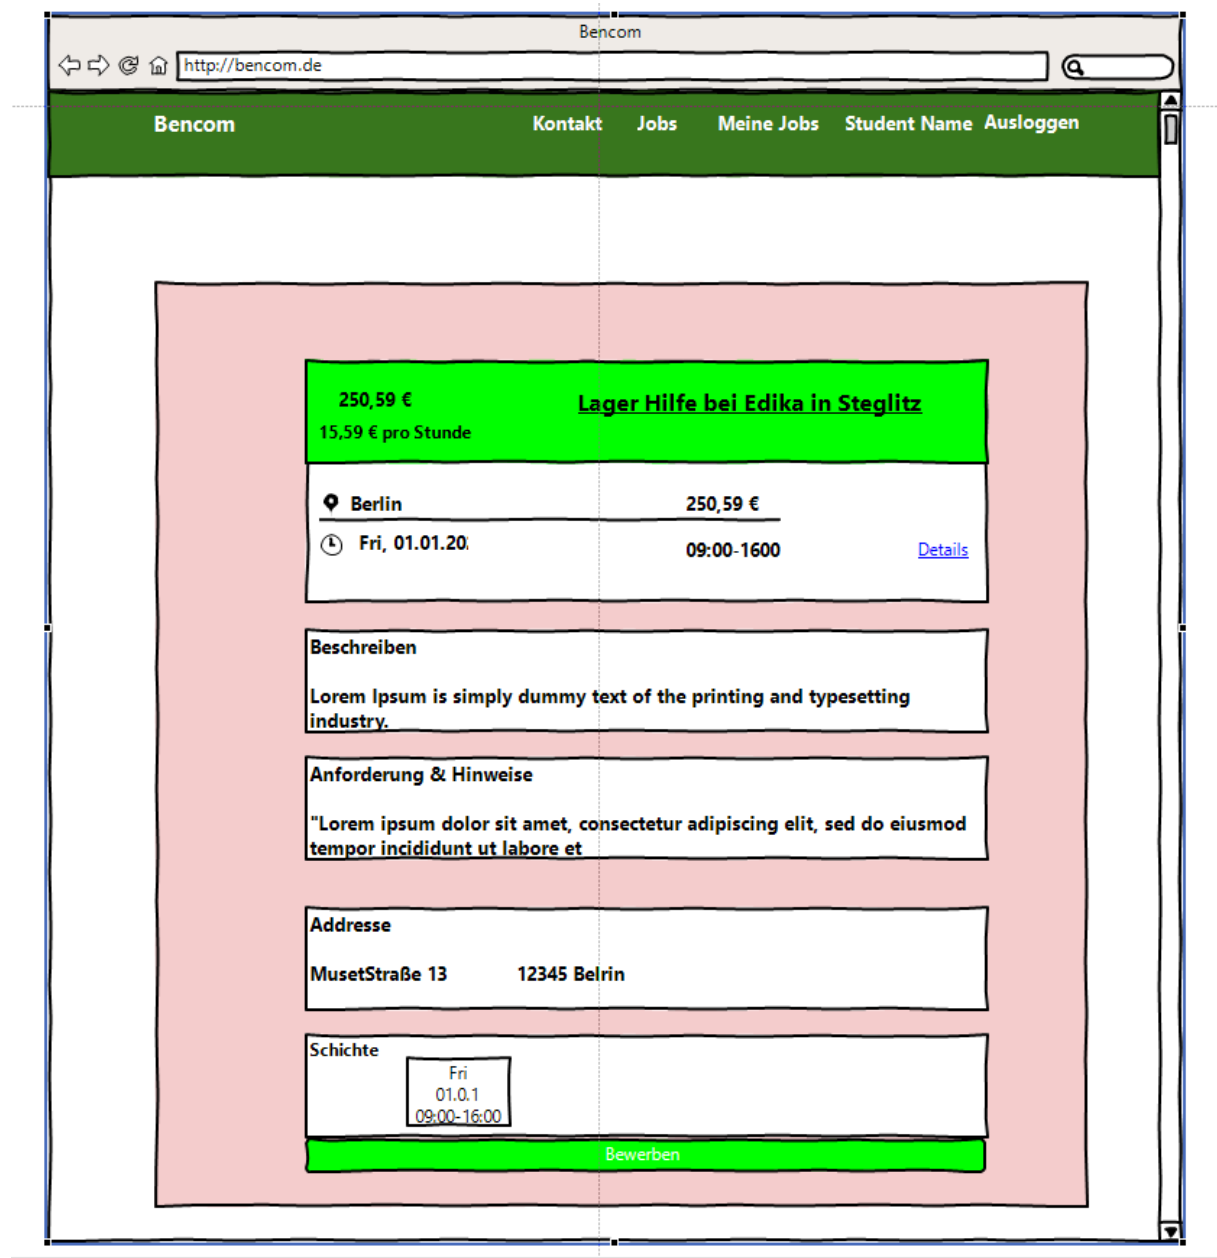 Bencom
http://bencom.de
Bencom Kontakt Jobs Meine Jobs Student Name Ausloggen
250,59 € Lager Hilfe bei Edika in Steglitz
15,59 € pro Stunde
Berlin 250,59 €
Fri, 01.01.20
09:00-1600 Details
Beschreiben
Lorem Ipsum is simply dummy text of the printing and typesetting
industry.
Anforderung & Hinweise
"Lorem ipsum dolor sit amet, consectetur adipiscing elit, sed do eiusmod
tempor incididunt ut labore et
Addresse
MusetStraße 13 12345 Belrin
Schichte
Fri
01.0.1
09:00-16:00
Bewerben